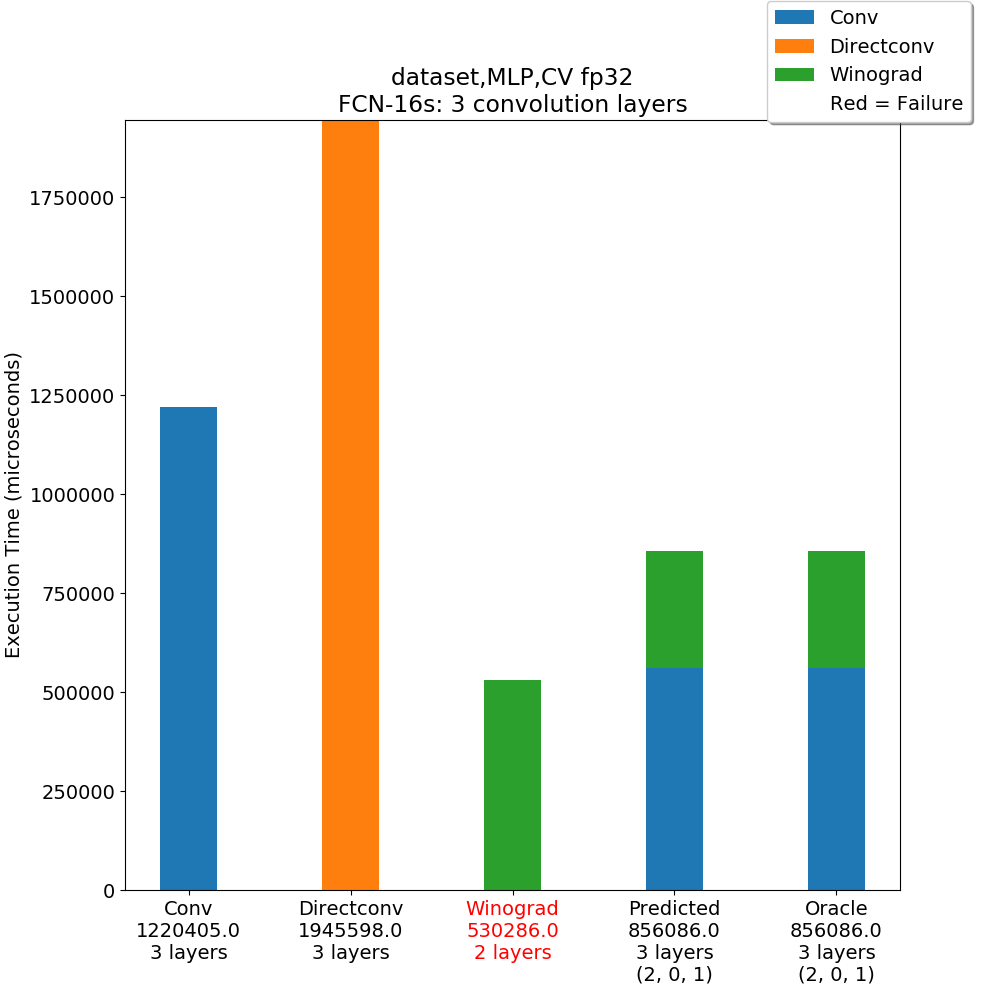 Conv
Directconv
Winograd
Red = Failure
dataset,MLP,CV fp32
FCN-16s: 3 convolution layers
Execution Time (microseconds)
1750000
1500000
1250000
1000000
750000
500000
250000
0
Conv
1220405.0
3 layers
Directconv
1945598.0
3 layers
Winograd
530286.0
2 layers
Predicted
856086.0
3 layers
(2, 0, 1)
Oracle
856086.0
3 layers
(2, 0, 1)